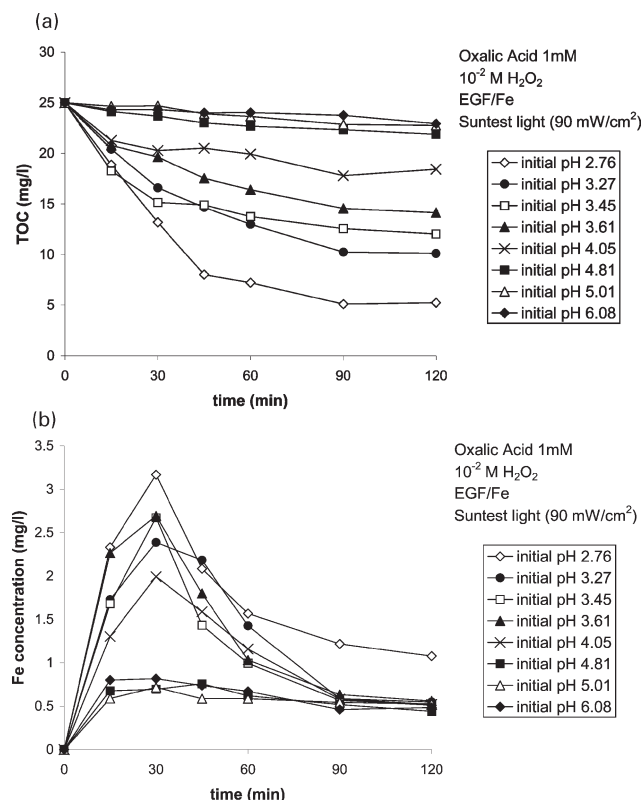 (a)
30
25
20
15
10
5
0
TOC (mg/l)
0 30 60 90 120
time (min)
Oxalic Acid 1mM
10⁻² M H₂O₂
EGF/Fe
Suntest light (90 mW/cm²)
initial pH 2.76
initial pH 3.27
initial pH 3.45
initial pH 3.61
initial pH 4.05
initial pH 4.81
initial pH 5.01
initial pH 6.08
(b)
3.5
3
2.5
2
1.5
1
0.5
0
Fe concentration (mg/l)
0 30 60 90 120
time (min)
Oxalic Acid 1mM
10⁻² M H₂O₂
EGF/Fe
Suntest light (90 mW/cm²)
initial pH 2.76
initial pH 3.27
initial pH 3.45
initial pH 3.61
initial pH 4.05
initial pH 4.81
initial pH 5.01
initial pH 6.08